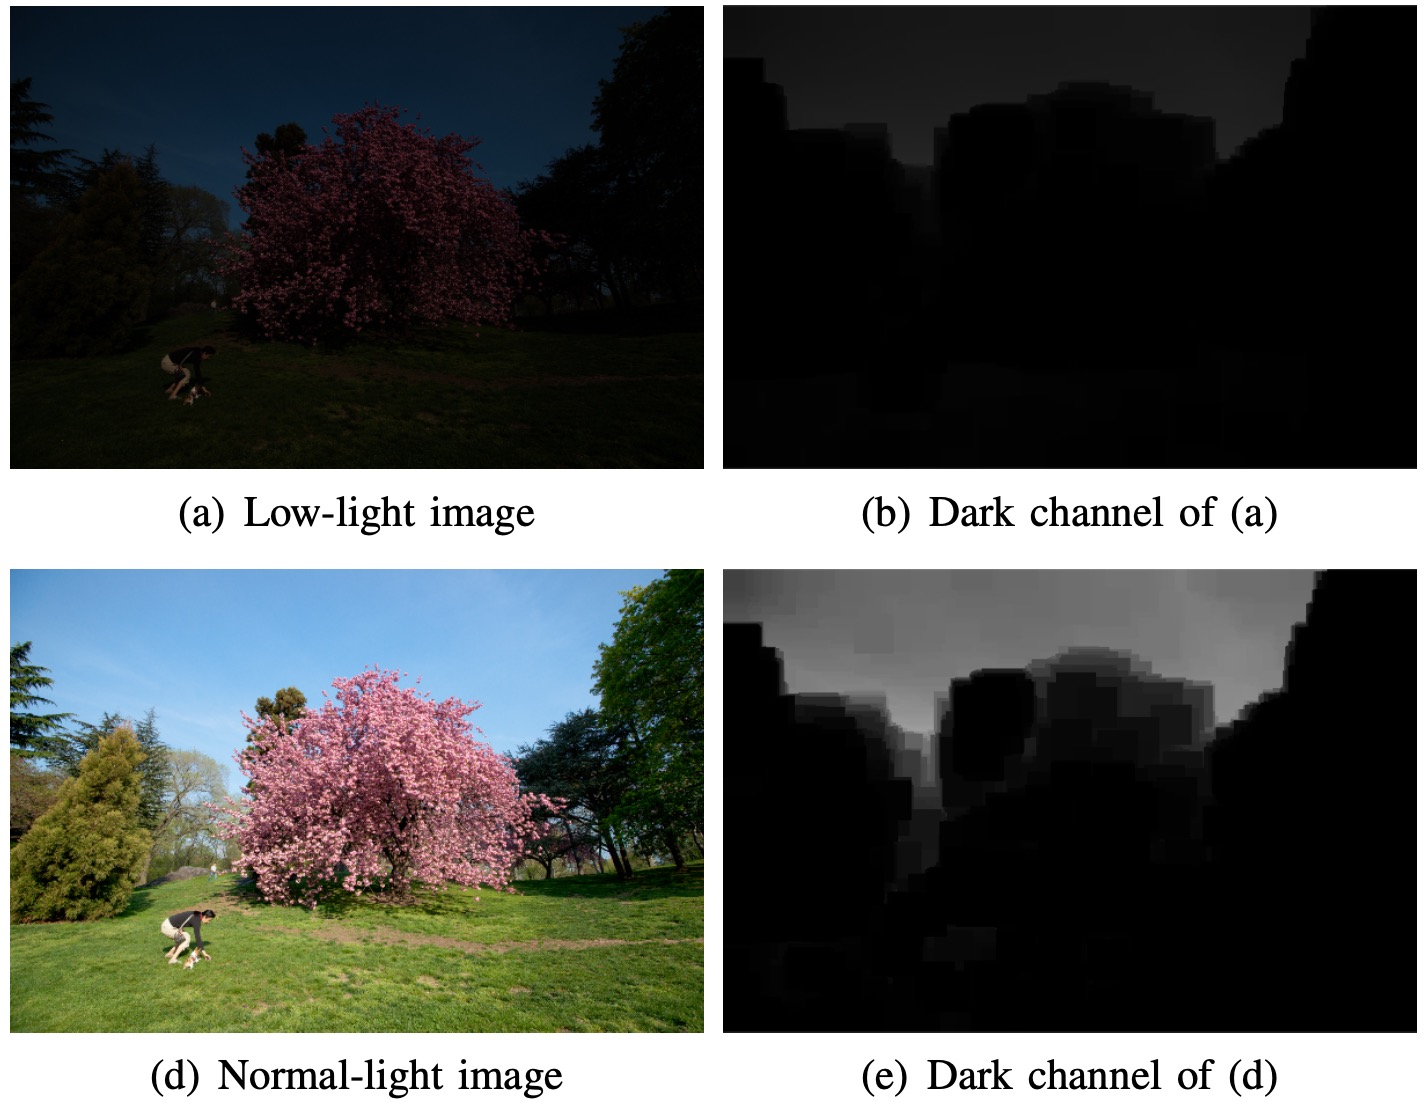 (a) Low-light image
(b) Dark channel of (a)
(d) Normal-light image
(e) Dark channel of (d)